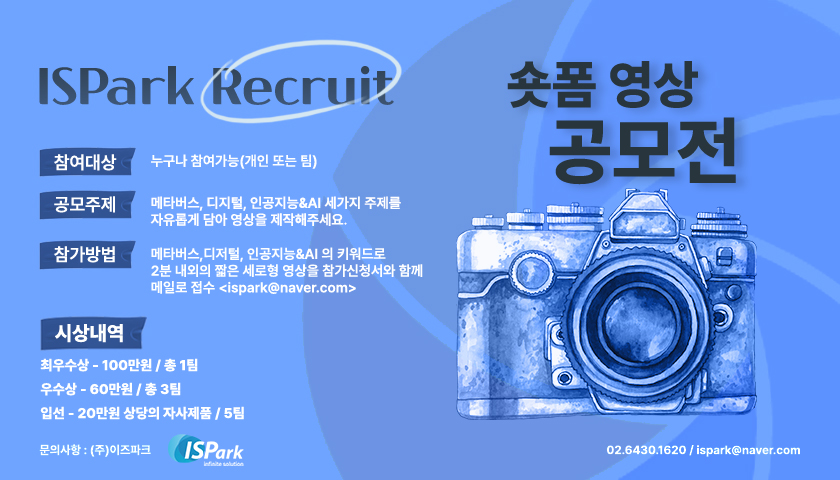 ISPark Recruit
숏폼 영상
공모전
참여대상
누구나 참여가능(개인 또는 팀)
공모주제
메타버스, 디지털, 인공지능&AI 세가지 주제를
자유롭게 담아 영상을 제작해주세요.
참가방법
메타버스,디저털, 인공지능&AI 의 키워드로
2분 내외의 짧은 세로형 영상을 참가신청서와 함께
메일로 접수 <ispark@naver.com>
시상내역
최우수상 - 100만원 / 총 1팀
우수상 - 60만원 / 총 3팀
입선 - 20만원 상당의 자사제품 / 5팀
문의사항 : (주)이즈파크
ISPark
infinite solution
02.6430.1620 / ispark@naver.com